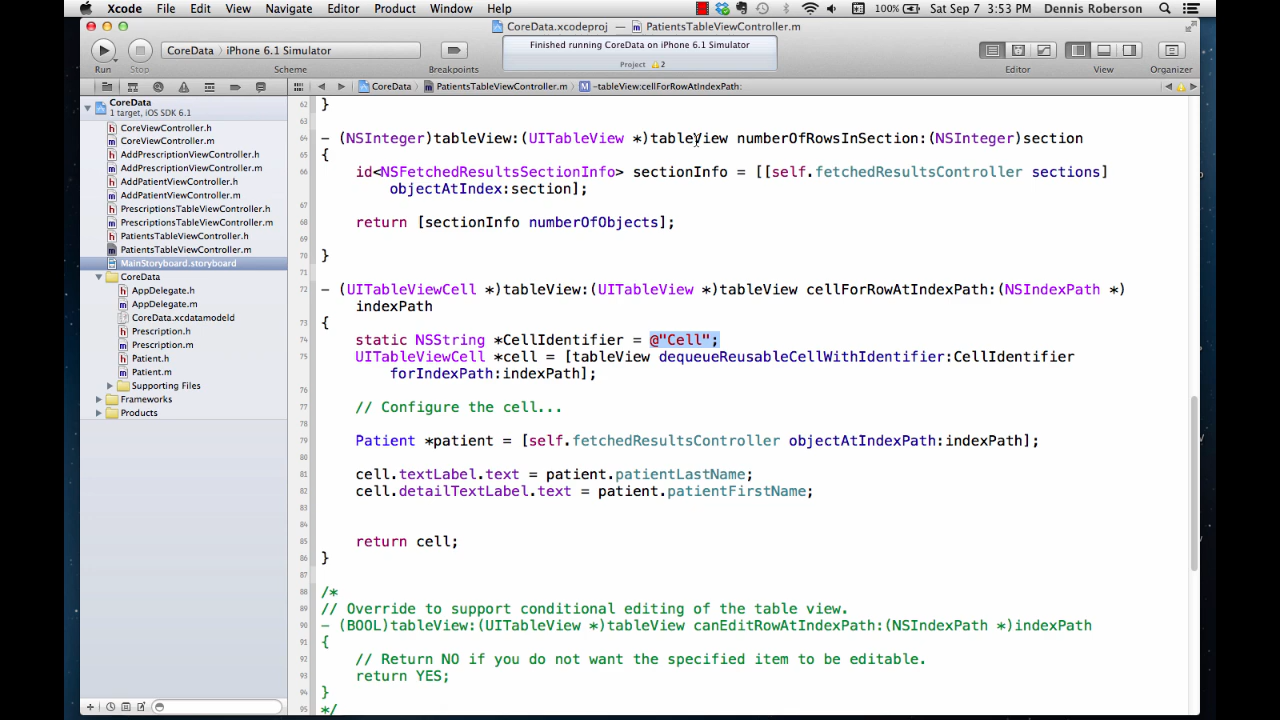 Xcode File Edit View Navigate Editor Product Window Help 100% Sat Sep 7 3:53 PM Dennis Roberson
CoreData.xcodeproj — PatientsTableViewController.m
CoreData iPhone 6.1 Simulator
Finished running CoreData on iPhone 6.1 Simulator
Project 2
Run Stop Scheme Breakpoints Editor View Organizer
CoreData PatientsTableViewController.m M -tableView:cellForRowAtIndexPath:
CoreData
1 target, iOS SDK 6.1
CoreViewController.h
CoreViewController.m
AddPrescriptionViewController.h
AddPrescriptionViewController.m
AddPatientViewController.h
AddPatientViewController.m
PrescriptionsTableViewController.h
PrescriptionsTableViewController.m
PatientsTableViewController.h
PatientsTableViewController.m
MainStoryboard.storyboard
CoreData
AppDelegate.h
AppDelegate.m
CoreData.xcdatamodeld
Prescription.h
Prescription.m
Patient.h
Patient.m
Supporting Files
Frameworks
Products
62 }
63
64 - (NSInteger)tableView:(UITableView *)tableView numberOfRowsInSection:(NSInteger)section
65 {
66 id<NSFetchedResultsSectionInfo> sectionInfo = [[self.fetchedResultsController sections]
objectAtIndex:section];
67
68 return [sectionInfo numberOfObjects];
69
70 }
71
72 - (UITableViewCell *)tableView:(UITableView *)tableView cellForRowAtIndexPath:(NSIndexPath *)
indexPath
73 {
74 static NSString *CellIdentifier = @"Cell";
75 UITableViewCell *cell = [tableView dequeueReusableCellWithIdentifier:CellIdentifier
forIndexPath:indexPath];
76
77 // Configure the cell...
78
79 Patient *patient = [self.fetchedResultsController objectAtIndexPath:indexPath];
80
81 cell.textLabel.text = patient.patientLastName;
82 cell.detailTextLabel.text = patient.patientFirstName;
83
84
85 return cell;
86 }
87
88 /*
89 // Override to support conditional editing of the table view.
90 - (BOOL)tableView:(UITableView *)tableView canEditRowAtIndexPath:(NSIndexPath *)indexPath
91 {
92 // Return NO if you do not want the specified item to be editable.
93 return YES;
94 }
95 */